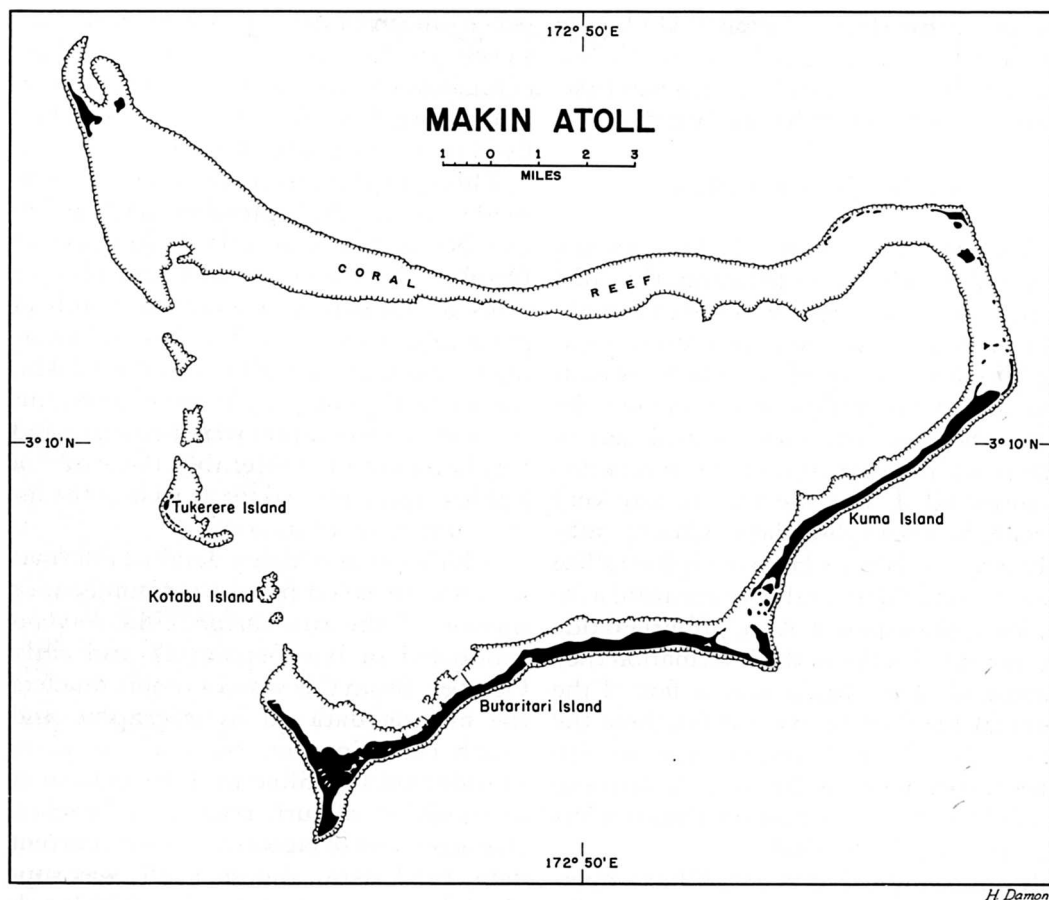 172° 50'E
MAKIN ATOLL
1 0 1 2 3
MILES
CORAL REEF
3° 10'N
3° 10'N
Tukerere Island
Kuma Island
Kotabu Island
Butaritari Island
172° 50'E
H. Damon